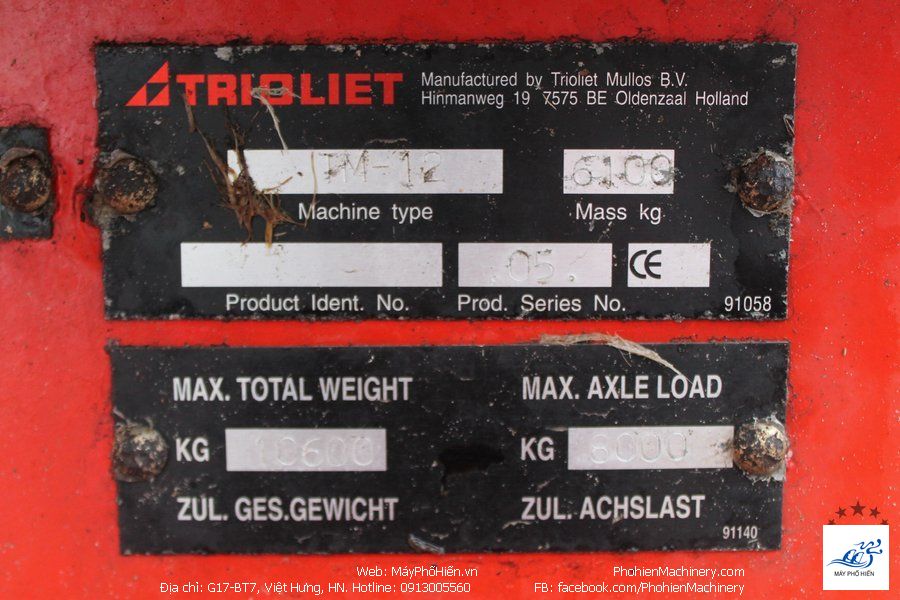 TRIOLIET
Manufactured by Trioliet Mullos B.V.
Hinmanweg 19 7575 BE Oldenzaal Holland
TM-12
6100
Machine type
Mass kg
.05.
CE
Product Ident. No.
Prod. Series No.
91058
MAX. TOTAL WEIGHT
MAX. AXLE LOAD
KG 10600
KG 8000
ZUL. GES.GEWICHT
ZUL. ACHSLAST
91140
MÁY PHỐ HIẾN
Web: MáyPhốHiến.vn
PhohienMachinery.com
Địa chỉ: G17-BT7, Việt Hưng, HN. Hotline: 0913005560
FB: facebook.com/PhohienMachinery